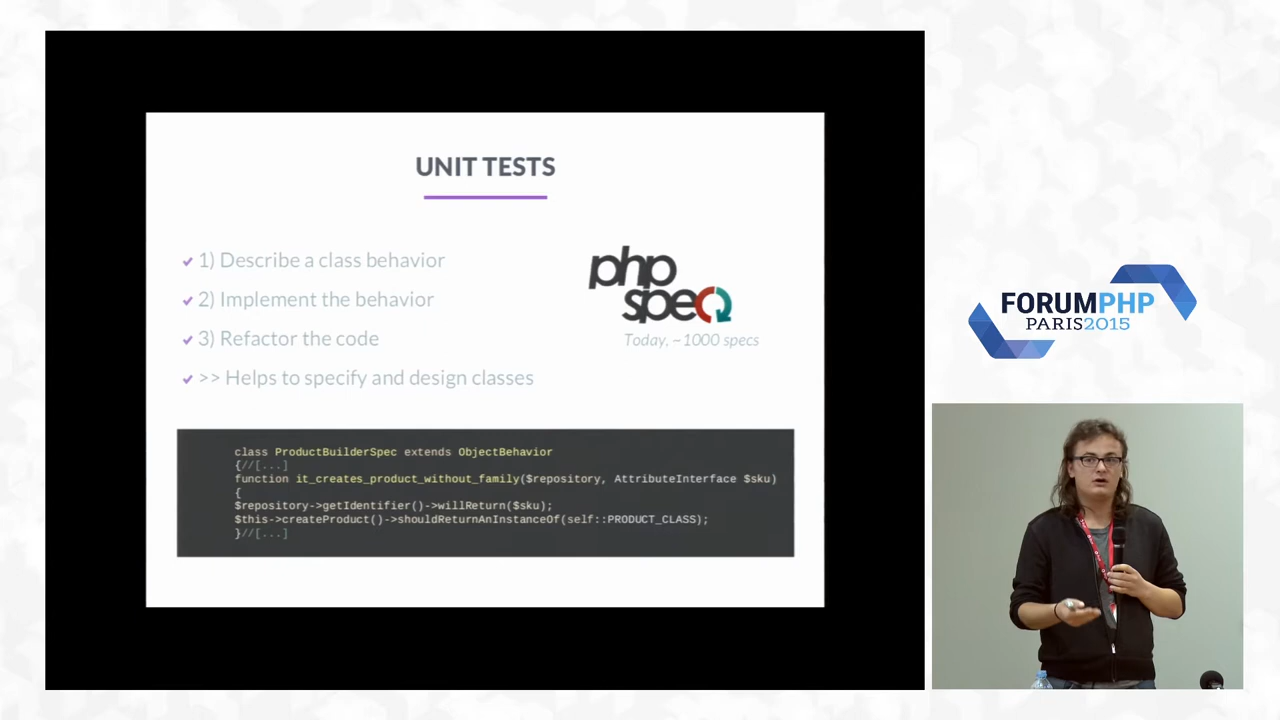 UNIT TESTS
1) Describe a class behavior
2) Implement the behavior
3) Refactor the code
>> Helps to specify and design classes
php
spec
Today, ~1000 specs
class ProductBuilderSpec extends ObjectBehavior
{//[...]
function it_creates_product_without_family($repository, AttributeInterface $sku)
{
$repository->getIdentifier()->willReturn($sku);
$this->createProduct()->shouldReturnAnInstanceOf(self::PRODUCT_CLASS);
}//[...]
FORUMPHP
PARIS2015